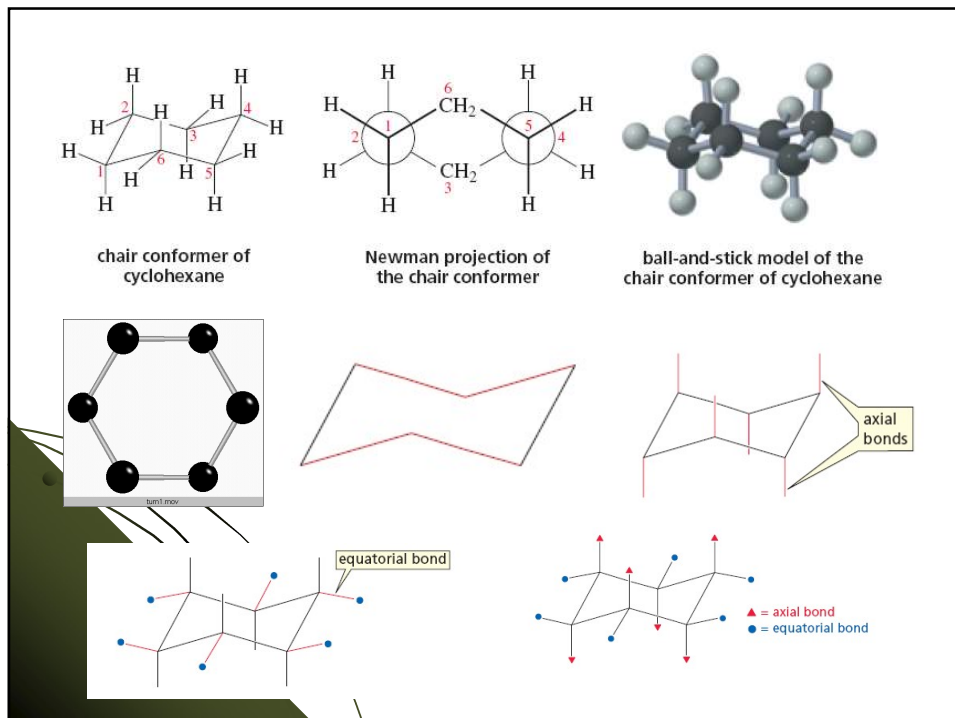 H H
2 H H 4
H 3 H
H 6 H
1 H H 5
H H
H H
6
H CH2 H
2 1 5 4
H CH2 H
3
H H
chair conformer of
cyclohexane
Newman projection of
the chair conformer
ball-and-stick model of the
chair conformer of cyclohexane
turn1.mov
axial
bonds
equatorial bond
= axial bond
= equatorial bond